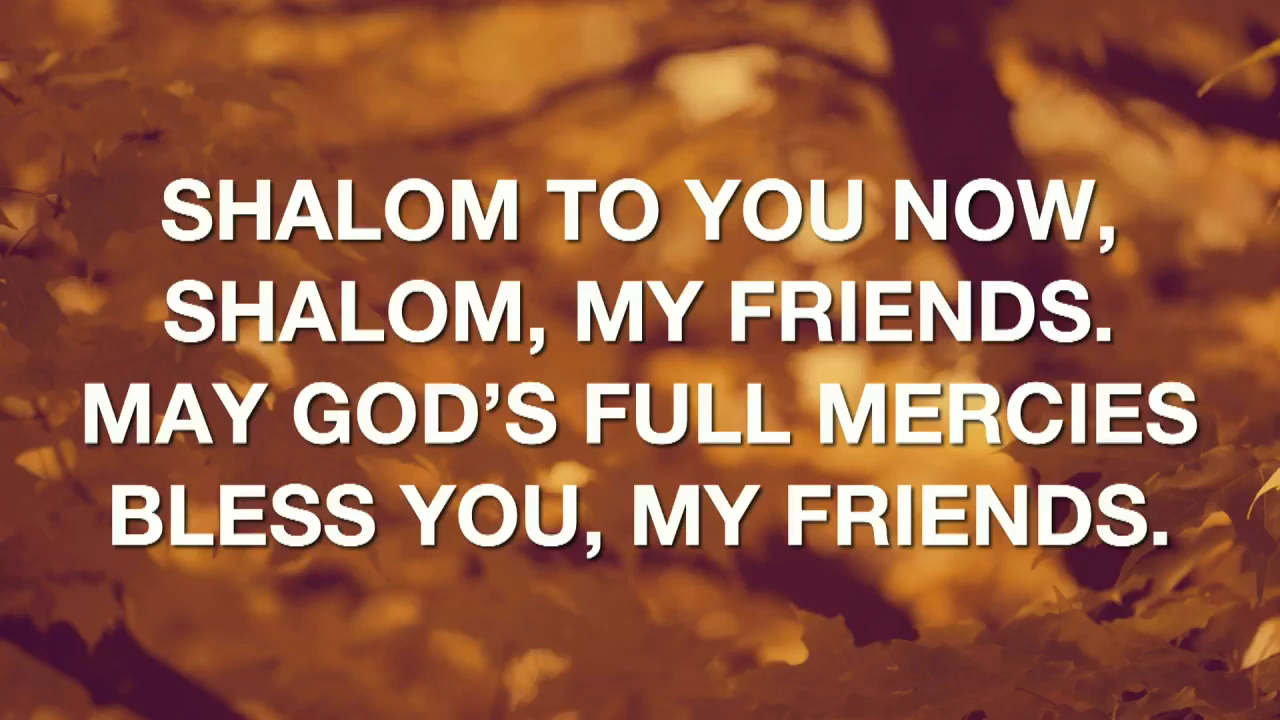 SHALOM TO YOU NOW,
SHALOM, MY FRIENDS.
MAY GOD’S FULL MERCIES
BLESS YOU, MY FRIENDS.